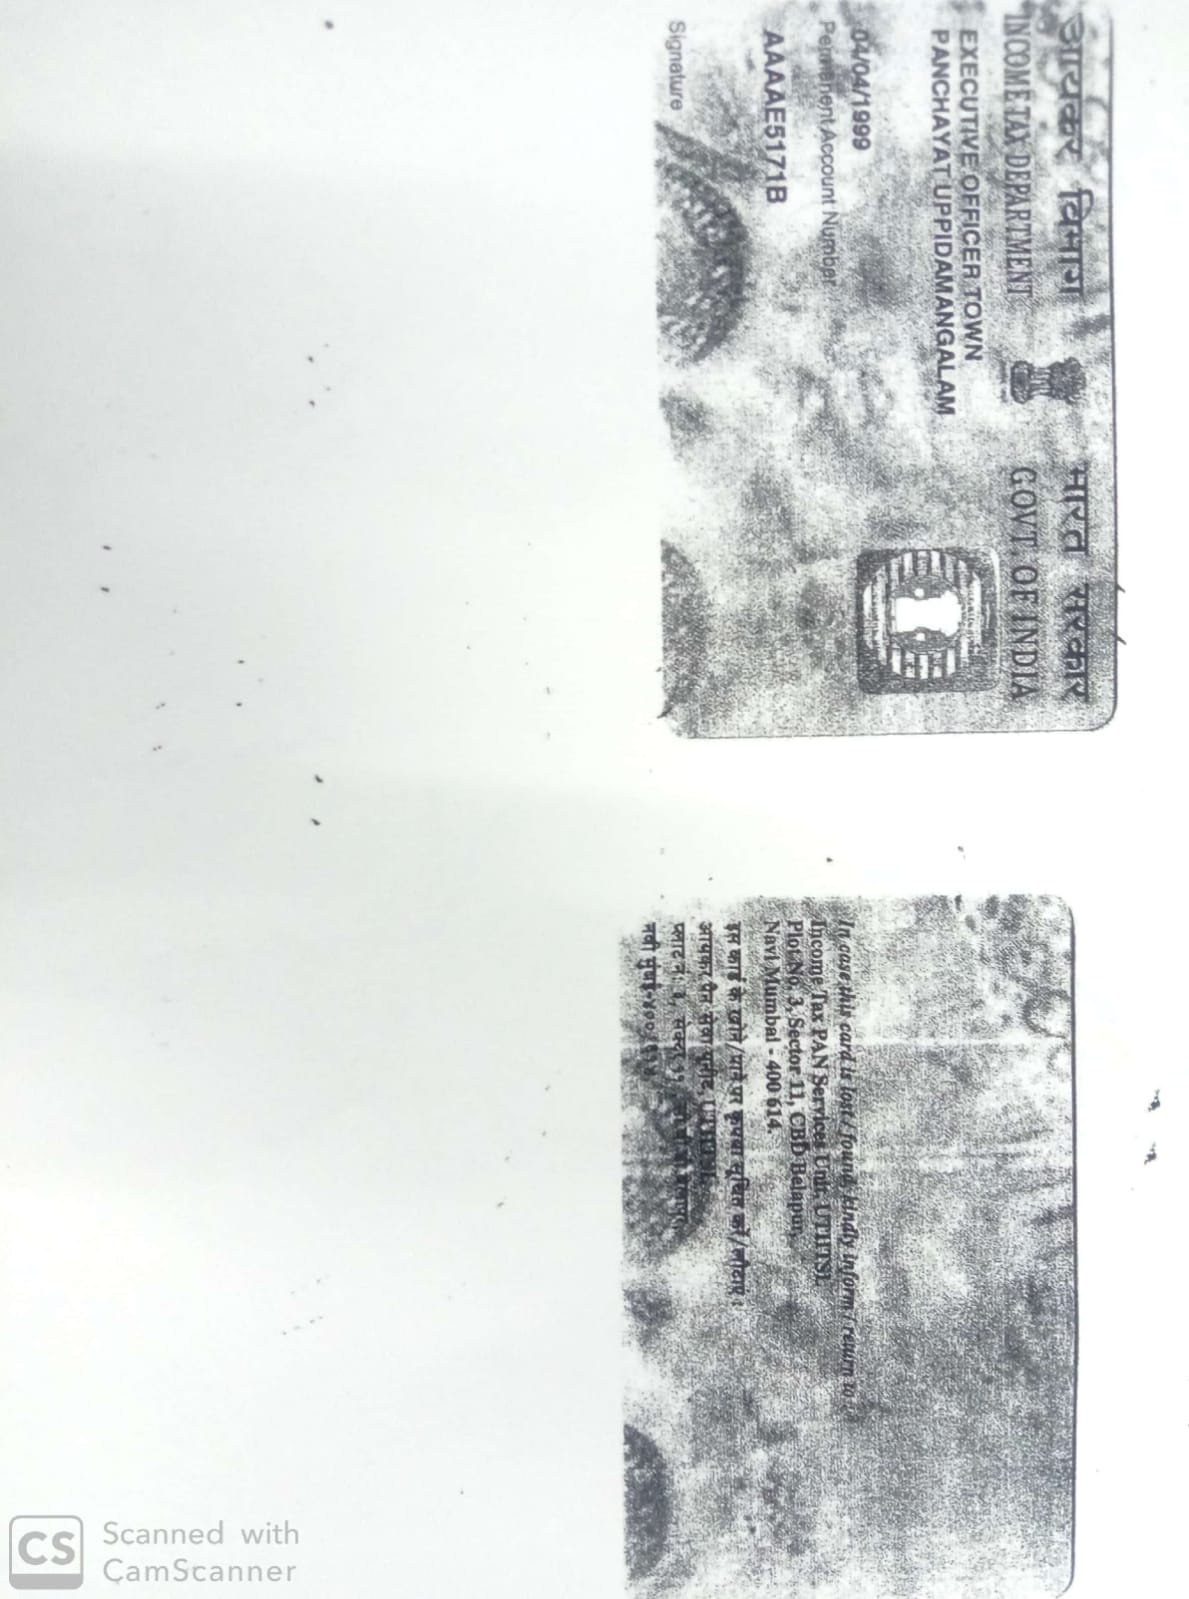 आयकर विभाग
INCOME TAX DEPARTMENT
भारत सरकार
GOVT. OF INDIA
EXECUTIVE OFFICER TOWN
PANCHAYAT UPPIDAMANGALAM
04/04/1999
Permanent Account Number
AAAAE5171B
Signature
In case this card is lost / found, kindly inform / return to :
Income Tax PAN Services Unit, UTIITSL
Plot No. 3, Sector 11, CBD Belapur,
Navi Mumbai - 400 614.
इस कार्ड के खोने/पाने पर कृपया सूचित करें/लौटाएं :
आयकर पैन सेवा यूनीट, UTIITSL
प्लाट नं: ३, सेक्टर ११, सी.बी.डी.बेलापूर,
नवी मुंबई-४०० ६१४.
Scanned with
CamScanner
CS